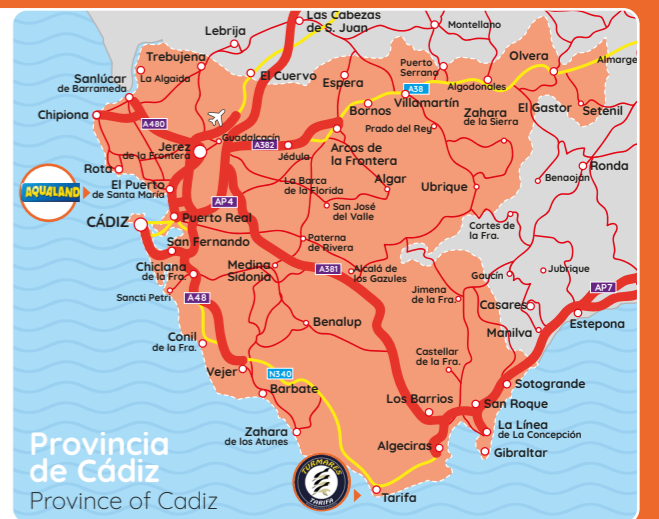 Las Cabezas
de S. Juan
Montellano
Lebrija
Trebujena
La Algaida
El Cuervo
Espera
Puerto
Serrano
Olvera
Almarge
Sanlúcar
de Barrameda
A38
Algodonales
Bornos
Villamartín
Zahara
de la Sierra
El Gastor
Setenil
Chipiona
A480
Guadalcacín
Prado del Rey
Jerez
de la Frontera
A382
Jédula
Arcos de
la Frontera
Ronda
Rota
La Barca
de la Florida
Algar
Ubrique
Benaoján
AQUALAND
El Puerto
de Santa María
AP4
San José
del Valle
CÁDIZ
Puerto Real
Cortes de
la Fra.
San Fernando
Paterna
de Rivera
Chiclana
de la Fra.
Medina
Sidonia
A381
Alcalá de
los Gazules
Gaucín
Jubrique
Sancti Petri
A48
Jimena
de la Fra.
Casares
AP7
Benalup
Manilva
Estepona
Conil
de la Fra.
Castellar
de la Fra.
Vejer
N340
Barbate
Sotogrande
Los Barrios
San Roque
Zahara
de los Atunes
La Línea
de La Concepción
Algeciras
Gibraltar
Provincia
de Cádiz
Province of Cadiz
TURMARES
TARIFA
Tarifa